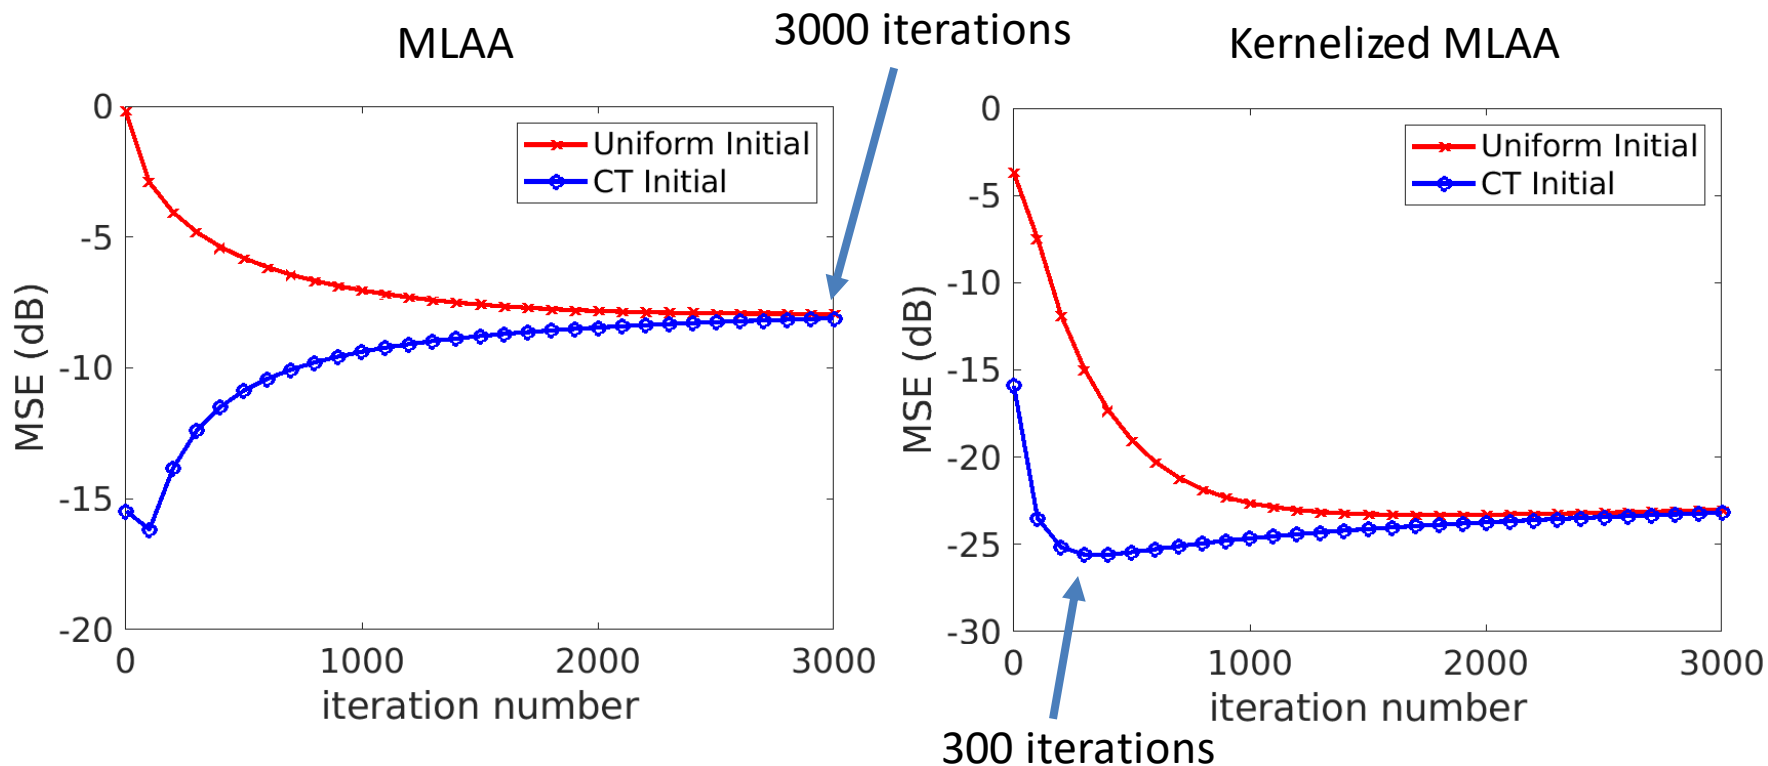 MLAA
3000 iterations
Kernelized MLAA
0
-5
-10
-15
-20
MSE (dB)
Uniform Initial
CT Initial
0
1000
2000
3000
iteration number
0
-5
-10
-15
-20
-25
-30
MSE (dB)
Uniform Initial
CT Initial
0
1000
2000
3000
iteration number
300 iterations